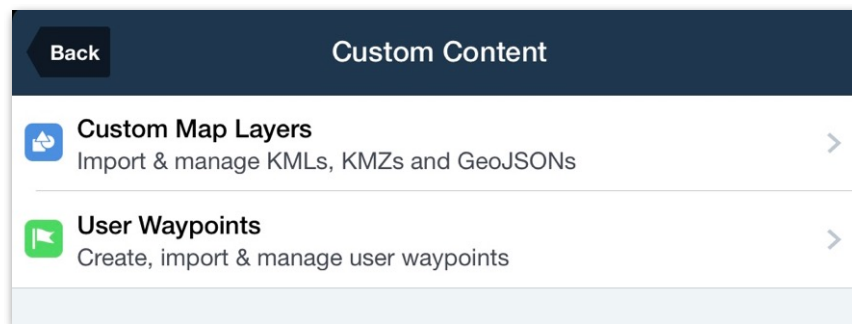 Back
Custom Content
Custom Map Layers
Import & manage KMLs, KMZs and GeoJSONs
User Waypoints
Create, import & manage user waypoints